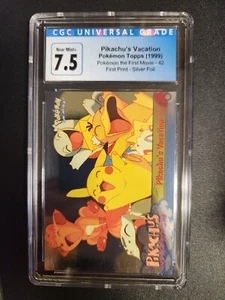 CGC UNIVERSAL GRADE
Near Mint+
7.5
Pikachu's Vacation
Pokémon Topps (1999)
Pokémon the First Movie - 42
First Print - Silver Foil
Pikachu's Vacation